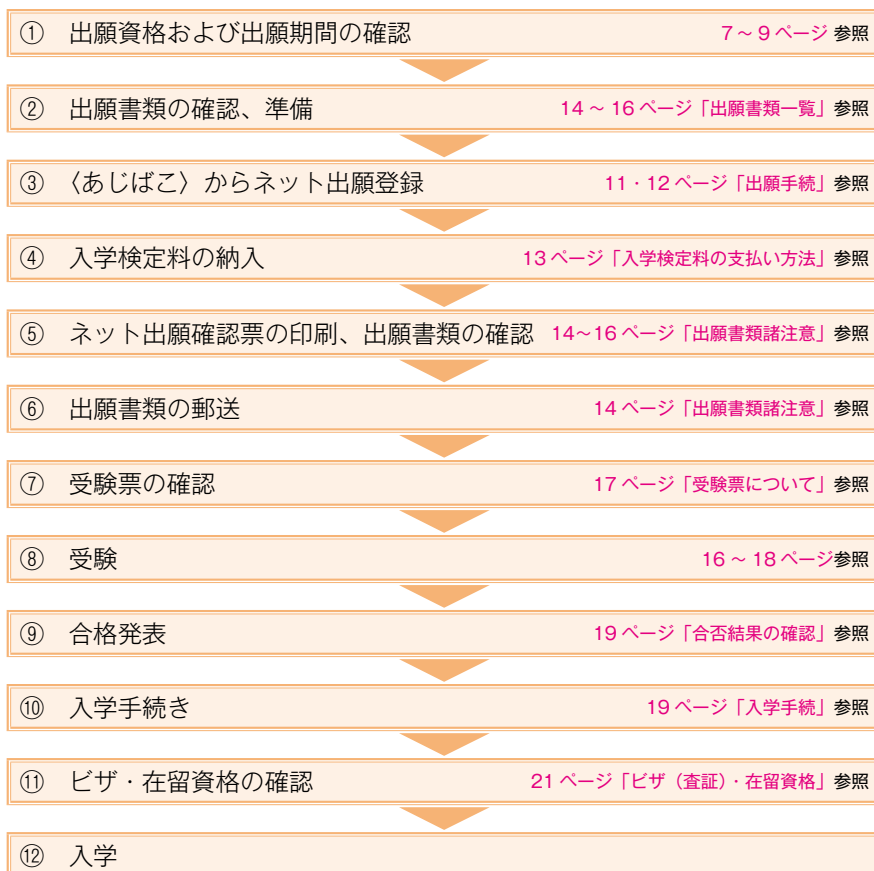 ① 出願資格および出願期間の確認 7～9ページ 参照
② 出願書類の確認、準備 14～16ページ「出願書類一覧」参照
③ 〈あじばこ〉からネット出願登録 11・12ページ「出願手続」参照
④ 入学検定料の納入 13ページ「入学検定料の支払い方法」参照
⑤ ネット出願確認票の印刷、出願書類の確認 14～16ページ「出願書類諸注意」参照
⑥ 出願書類の郵送 14ページ「出願書類諸注意」参照
⑦ 受験票の確認 17ページ「受験票について」参照
⑧ 受験 16～18ページ参照
⑨ 合格発表 19ページ「合否結果の確認」参照
⑩ 入学手続き 19ページ「入学手続」参照
⑪ ビザ・在留資格の確認 21ページ「ビザ（査証）・在留資格」参照
⑫ 入学